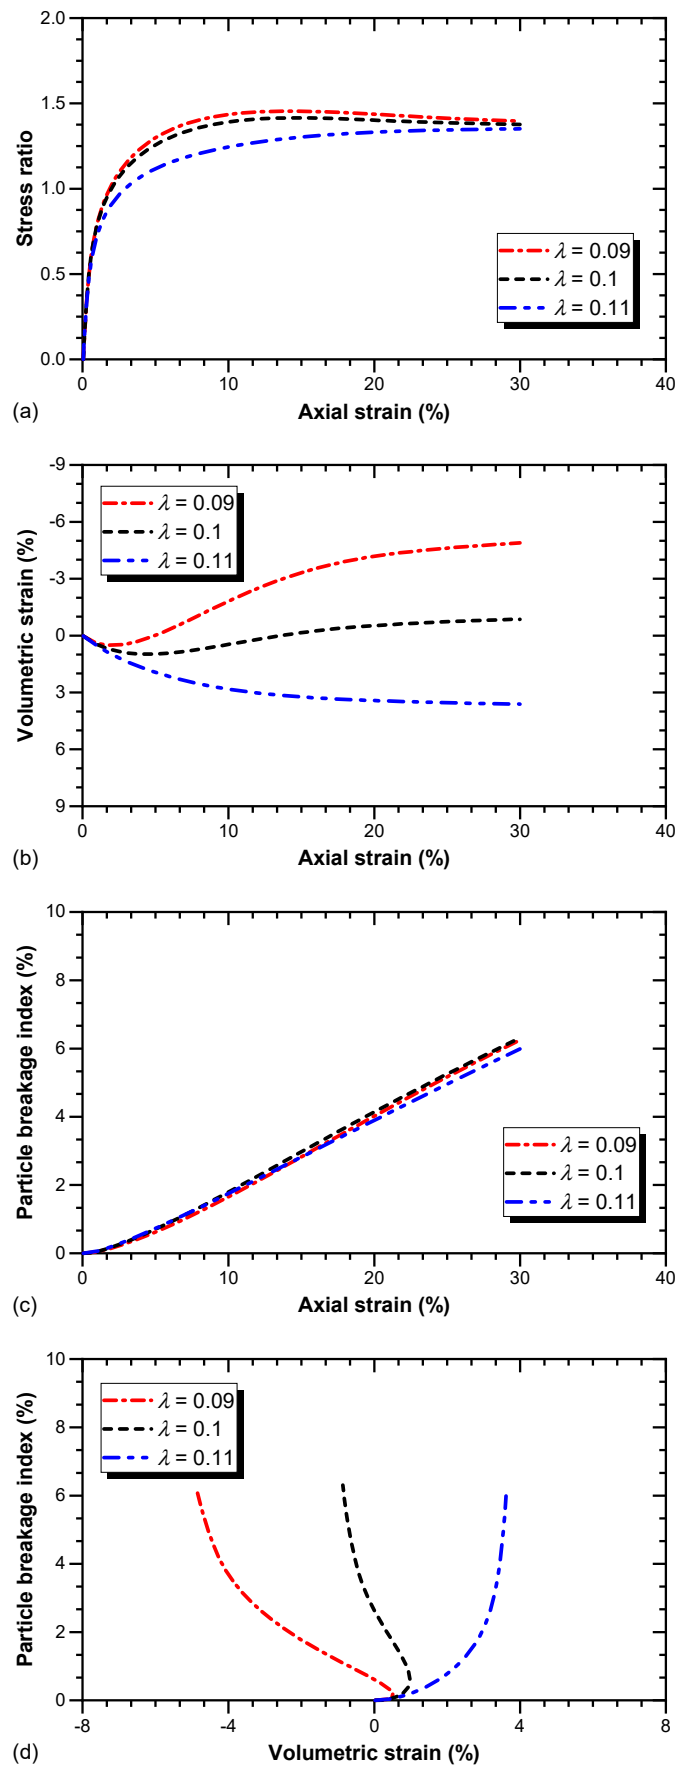 2.0
1.5
1.0
0.5
0.0
Stress ratio
λ = 0.09
λ = 0.1
λ = 0.11
0 10 20 30 40
(a) Axial strain (%)
-9
-6
-3
0
3
6
9
Volumetric strain (%)
λ = 0.09
λ = 0.1
λ = 0.11
0 10 20 30 40
(b) Axial strain (%)
10
8
6
4
2
0
Particle breakage index (%)
λ = 0.09
λ = 0.1
λ = 0.11
0 10 20 30 40
(c) Axial strain (%)
10
8
6
4
2
0
Particle breakage index (%)
λ = 0.09
λ = 0.1
λ = 0.11
-8 -4 0 4 8
(d) Volumetric strain (%)